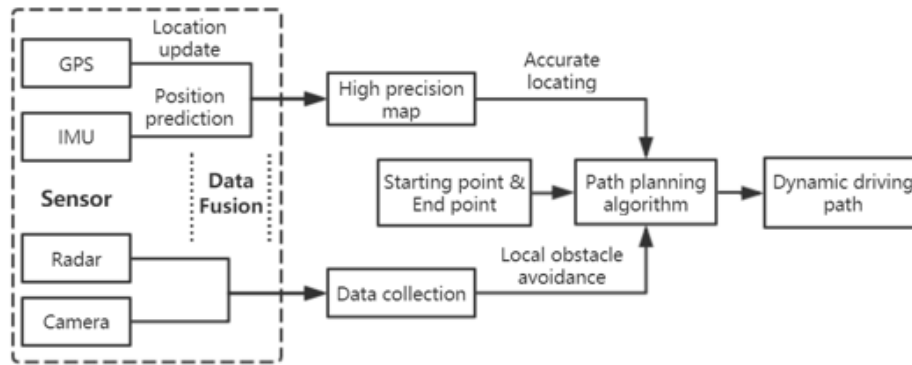 GPS
Location
update
IMU
Position
prediction
Sensor
Data
Fusion
Radar
Camera
High precision
map
Accurate
locating
Starting point &
End point
Path planning
algorithm
Dynamic driving
path
Data collection
Local obstacle
avoidance